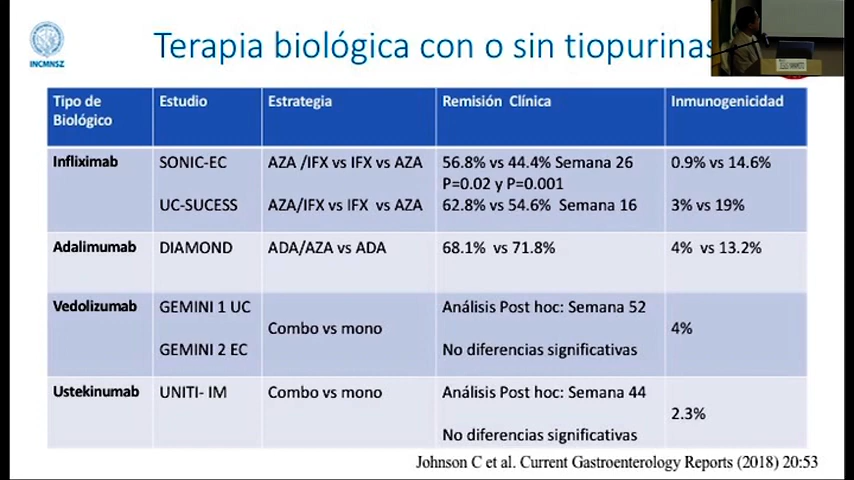 INCMNSZ
Terapia biológica con o sin tiopurinas
Tipo de Biológico
Estudio
Estrategia
Remisión Clínica
Inmunogenicidad
Infliximab
SONIC-EC
AZA /IFX vs IFX vs AZA
56.8% vs 44.4% Semana 26
P=0.02 y P=0.001
0.9% vs 14.6%
UC-SUCESS
AZA/IFX vs IFX vs AZA
62.8% vs 54.6% Semana 16
3% vs 19%
Adalimumab
DIAMOND
ADA/AZA vs ADA
68.1% vs 71.8%
4% vs 13.2%
Vedolizumab
GEMINI 1 UC
GEMINI 2 EC
Combo vs mono
Análisis Post hoc: Semana 52
No diferencias significativas
4%
Ustekinumab
UNITI- IM
Combo vs mono
Análisis Post hoc: Semana 44
No diferencias significativas
2.3%
Johnson C et al. Current Gastroenterology Reports (2018) 20:53